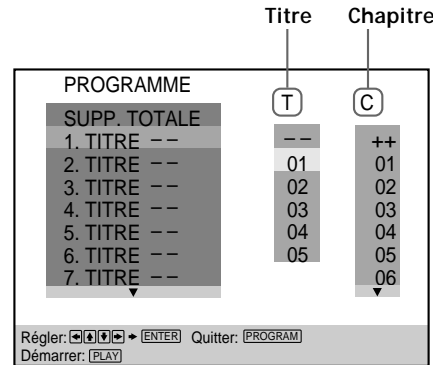 Titre Chapitre
PROGRAMME
T C
SUPP. TOTALE
1. TITRE – – – – ++
2. TITRE – – 01 01
3. TITRE – – 02 02
4. TITRE – – 03 03
5. TITRE – – 04 04
6. TITRE – – 05 05
7. TITRE – – 06
Régler: ENTER Quitter: PROGRAM
Démarrer: PLAY